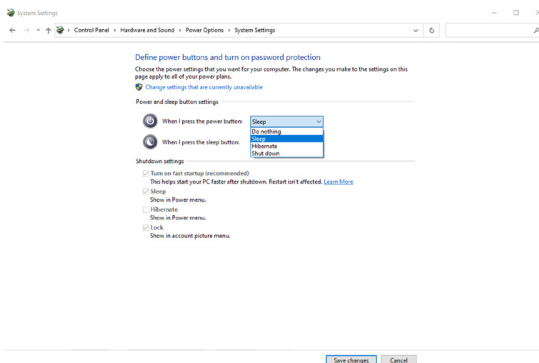 System Settings
Control Panel > Hardware and Sound > Power Options > System Settings
Define power buttons and turn on password protection
Choose the power settings that you want for your computer. The changes you make to the settings on this
page apply to all of your power plans.
Change settings that are currently unavailable
Power and sleep button settings
When I press the power button: Sleep
Do nothing
Sleep
Hibernate
Shut down
When I press the sleep button:
Shutdown settings
Turn on fast startup (recommended)
This helps start your PC faster after shutdown. Restart isn't affected. Learn More
Sleep
Show in Power menu.
Hibernate
Show in Power menu.
Lock
Show in account picture menu.
Save changes Cancel